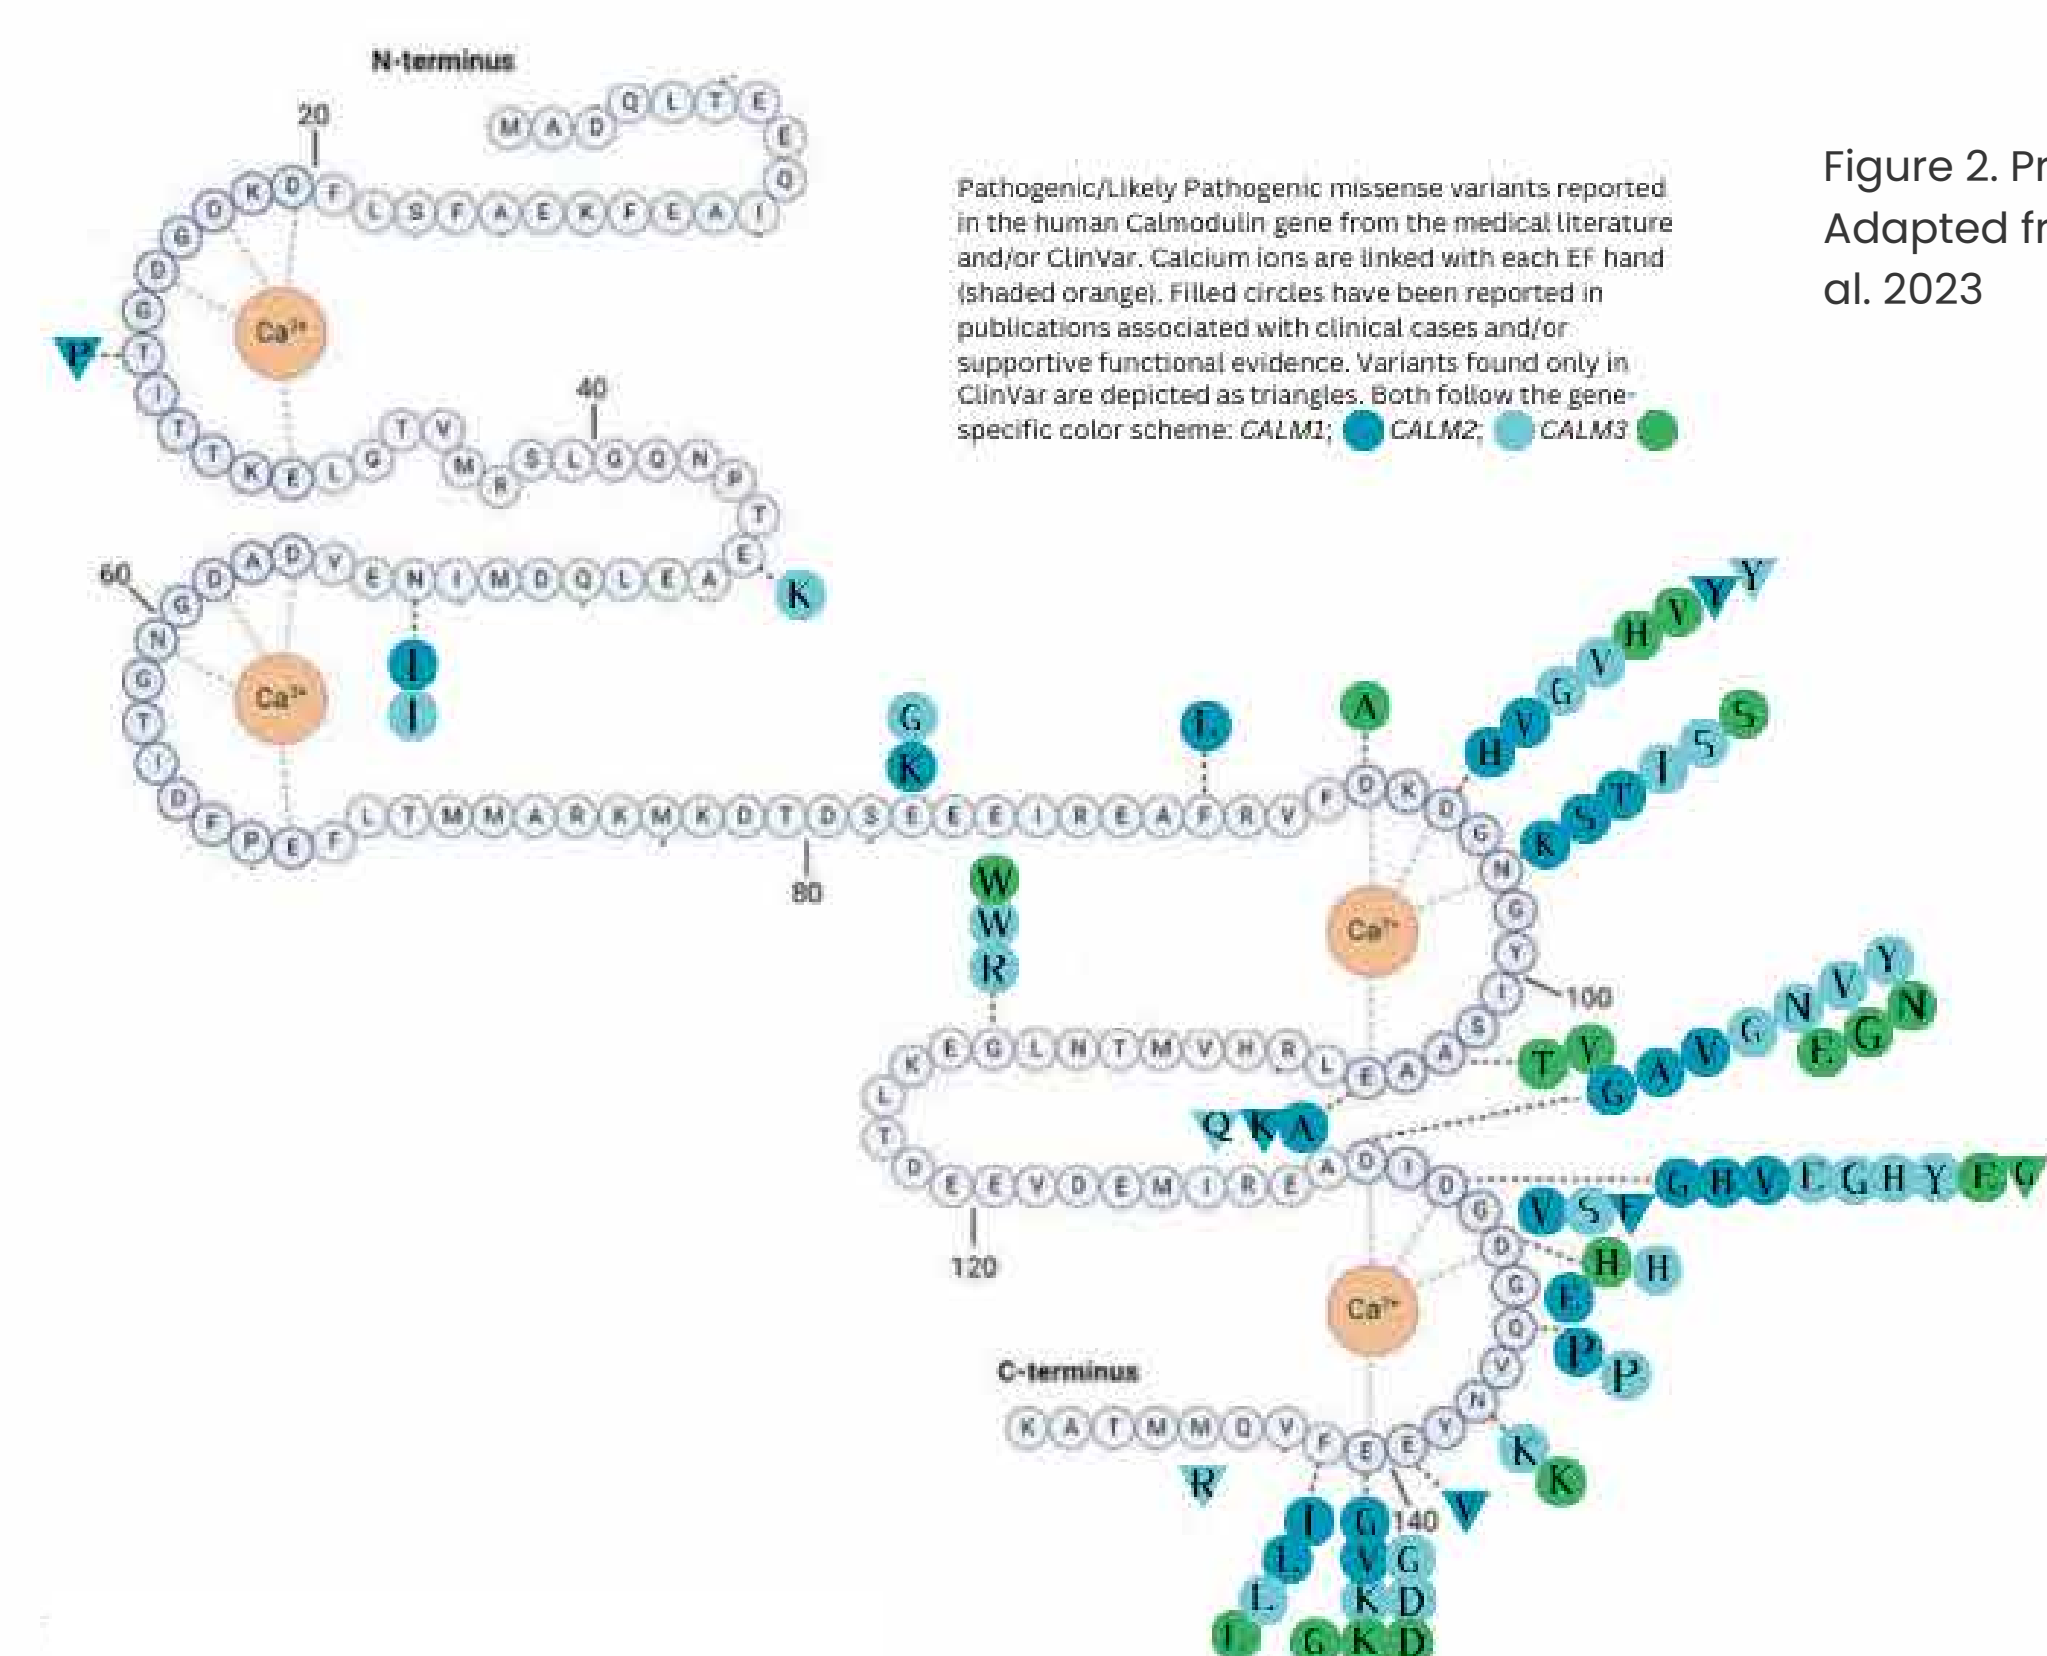 N-terminus
20
M A D Q L T E E Q
I A E F K E A F S L F D K D G D G T I T T K E L G T V M R S L G Q N P T E
Ca²⁺
P
40
Pathogenic/Likely Pathogenic missense variants reported
in the human Calmodulin gene from the medical literature
and/or ClinVar. Calcium ions are linked with each EF hand
(shaded orange). Filled circles have been reported in
publications associated with clinical cases and/or
supportive functional evidence. Variants found only in
ClinVar are depicted as triangles. Both follow the gene-
specific color scheme: CALM1; CALM2; CALM3
Figure 2. Pr
Adapted fr
al. 2023
K
A E L Q D M I N E V D A D G N G T I D F P E F
60
Ca²⁺
I
I
L T M M A R K M K D T D S E E E I R E A F R V F D K D G N G Y I S A A E
80
G
K
L
A
H V G V H V Y Y
K S T I S S
W
W
R
Ca²⁺
100
T V
Q K A
L R H V M T N L G E K L T D E E V D E M I R E A D I D G D G Q V N Y E E F
120
G A V G N V Y
E G N
G H V E G H Y E G
V S F
H H
E
P P
Ca²⁺
K
K
C-terminus
K A T M M Q V
R
V
140
I
L
L
G
V G
K D
G K D